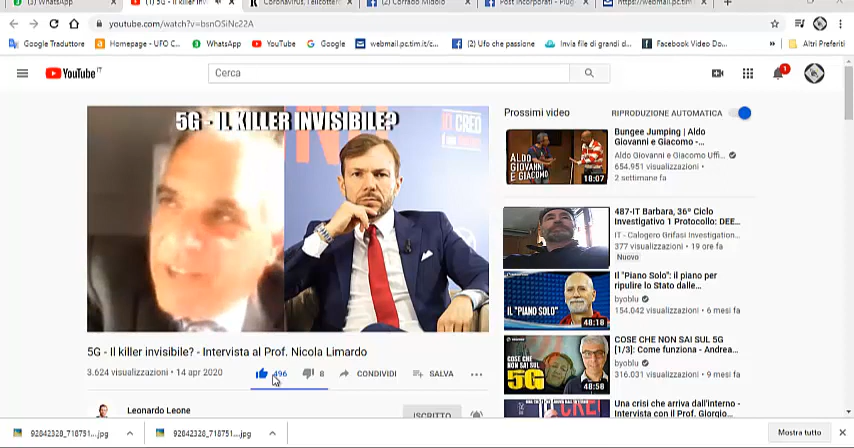 (3) WhatsApp
(1) 5G - Il killer invi
Coronavirus, l'elicotter
(2) Corrado Midolo
Post incorporati - Plug
https://webmail.pc.tim
youtube.com/watch?v=bsnOSiNc22A
Google Traduttore
Homepage - UFO C...
WhatsApp
YouTube
Google
webmail.pc.tim.it/c...
(2) Ufo che passione
Invia file di grandi d...
Facebook Video Do...
»
Altri Preferiti
YouTube IT
Cerca
1
5G - IL KILLER INVISIBILE?
IO CREO
5G - Il killer invisibile? - Intervista al Prof. Nicola Limardo
3.624 visualizzazioni • 14 apr 2020
496
8
CONDIVIDI
SALVA
Leonardo Leone
ISCRITTO
Prossimi video
RIPRODUZIONE AUTOMATICA
ALDO
GIOVANNI
E GIACOMO
18:07
Bungee Jumping | Aldo
Giovanni e Giacomo -...
Aldo Giovanni e Giacomo Uffi...
654.951 visualizzazioni •
2 settimane fa
487-IT Barbara, 36° Ciclo
Investigativo 1 Protocollo: DEE...
IT - Calogero Grifasi Investigation...
377 visualizzazioni • 19 ore fa
Nuovo
IL "PIANO SOLO"
48:18
Il "Piano Solo": il piano per
ripulire lo Stato dalle...
byoblu
154.042 visualizzazioni • 6 mesi fa
COSE
CHE NON
SAI SUL
5G
48:58
COSE CHE NON SAI SUL 5G
[1/3]: Come funziona - Andrea...
byoblu
316.031 visualizzazioni • 9 mesi fa
Una crisi che arriva dall'interno -
Intervista con il Prof. Giorgio...
92842328_718751....jpg
92842328_718751....jpg
Mostra tutto